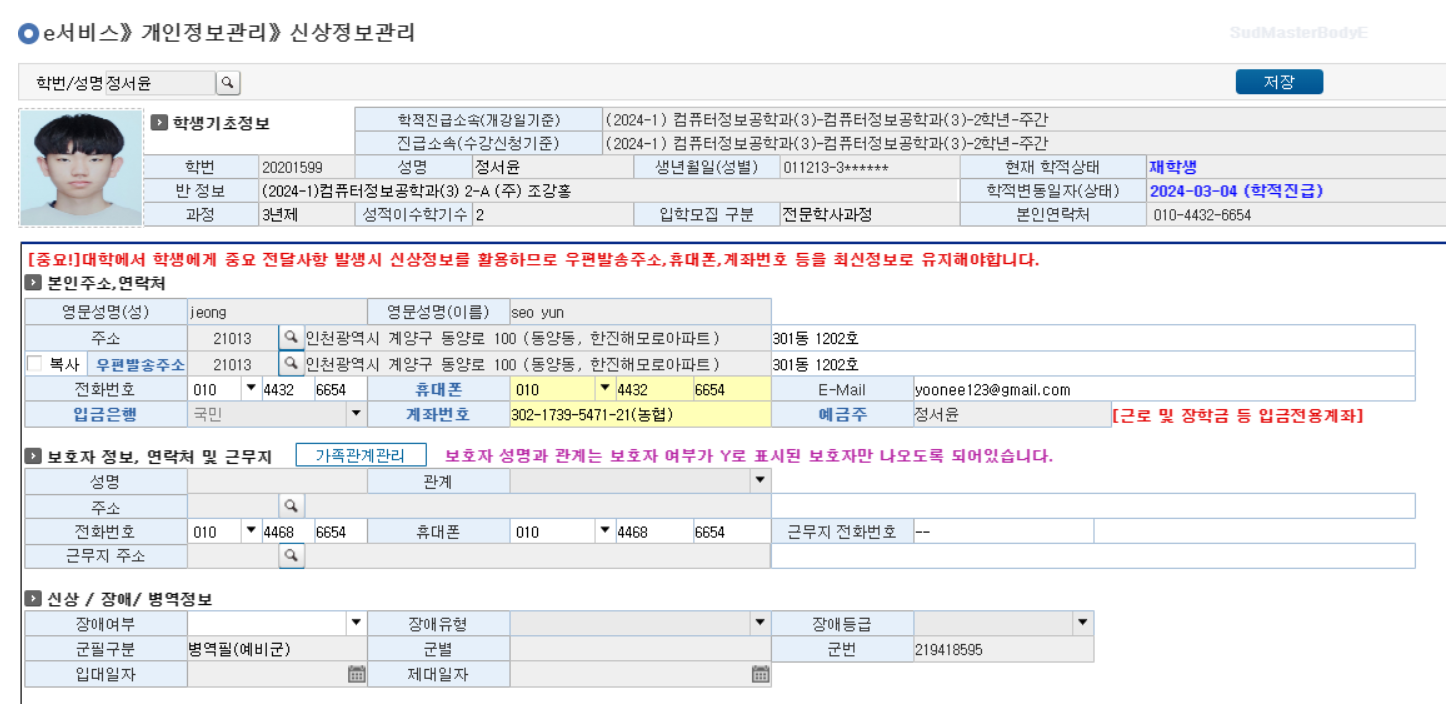 e서비스》 개인정보관리》 신상정보관리
SudMasterBodyE
학번/성명 정서윤
저장
학생기초정보 학적진급소속(개강일기준) (2024-1) 컴퓨터정보공학과(3)-컴퓨터정보공학과(3)-2학년-주간
진급소속(수강신청기준) (2024-1) 컴퓨터정보공학과(3)-컴퓨터정보공학과(3)-2학년-주간
학번 20201599 성명 정서윤 생년월일(성별) 011213-3****** 현재 학적상태 재학생
반 정보 (2024-1)컴퓨터정보공학과(3) 2-A (주) 조강홍 학적변동일자(상태) 2024-03-04 (학적진급)
과정 3년제 성적이수학기수 2 입학모집 구분 전문학사과정 본인연락처 010-4432-6654
[중요!]대학에서 학생에게 중요 전달사항 발생시 신상정보를 활용하므로 우편발송주소,휴대폰,계좌번호 등을 최신정보로 유지해야합니다.
본인주소,연락처
영문성명(성) jeong 영문성명(이름) seo yun
주소 21013 인천광역시 계양구 동양로 100 (동양동, 한진해모로아파트) 301동 1202호
복사 우편발송주소 21013 인천광역시 계양구 동양로 100 (동양동, 한진해모로아파트) 301동 1202호
전화번호 010 4432 6654 휴대폰 010 4432 6654 E-Mail yoonee123@gmail.com
입금은행 국민 계좌번호 302-1739-5471-21(농협) 예금주 정서윤 [근로 및 장학금 등 입금전용계좌]
보호자 정보, 연락처 및 근무지 가족관계관리 보호자 성명과 관계는 보호자 여부가 Y로 표시된 보호자만 나오도록 되어있습니다.
성명 관계
주소
전화번호 010 4468 6654 휴대폰 010 4468 6654 근무지 전화번호 --
근무지 주소
신상 / 장애/ 병역정보
장애여부 장애유형 장애등급
군필구분 병역필(예비군) 군별 군번 219418595
입대일자 제대일자